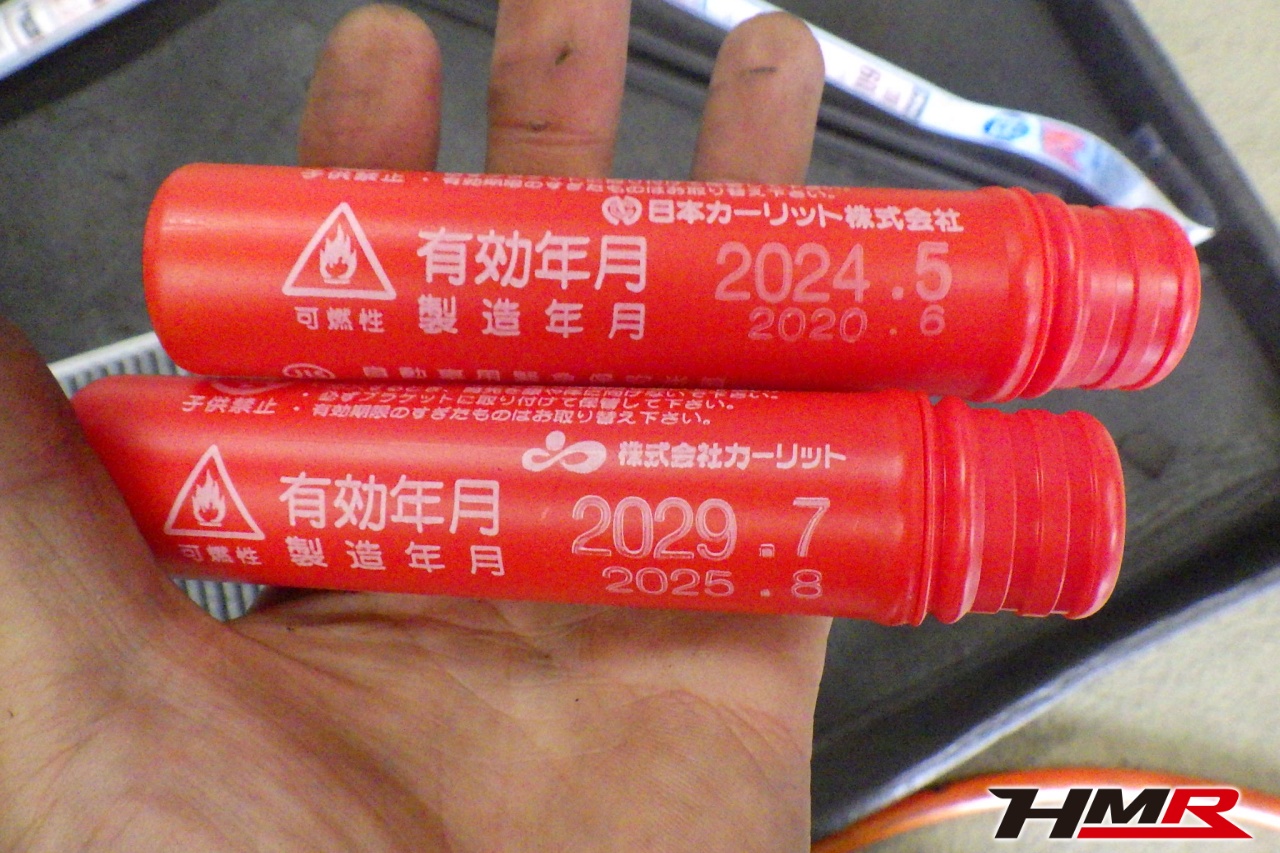 子供禁止 ・有効期限のすぎたものはお取り替え下さい。
日本カーリット株式会社
有効年月 2024.5
可燃性 製造年月 2020.6
JIS
必ずブラケットに取り付けて保管して下さい。
子供禁止 ・有効期限のすぎたものはお取り替え下さい。
株式会社カーリット
有効年月 2029.7
可燃性 製造年月 2025.8
HMR